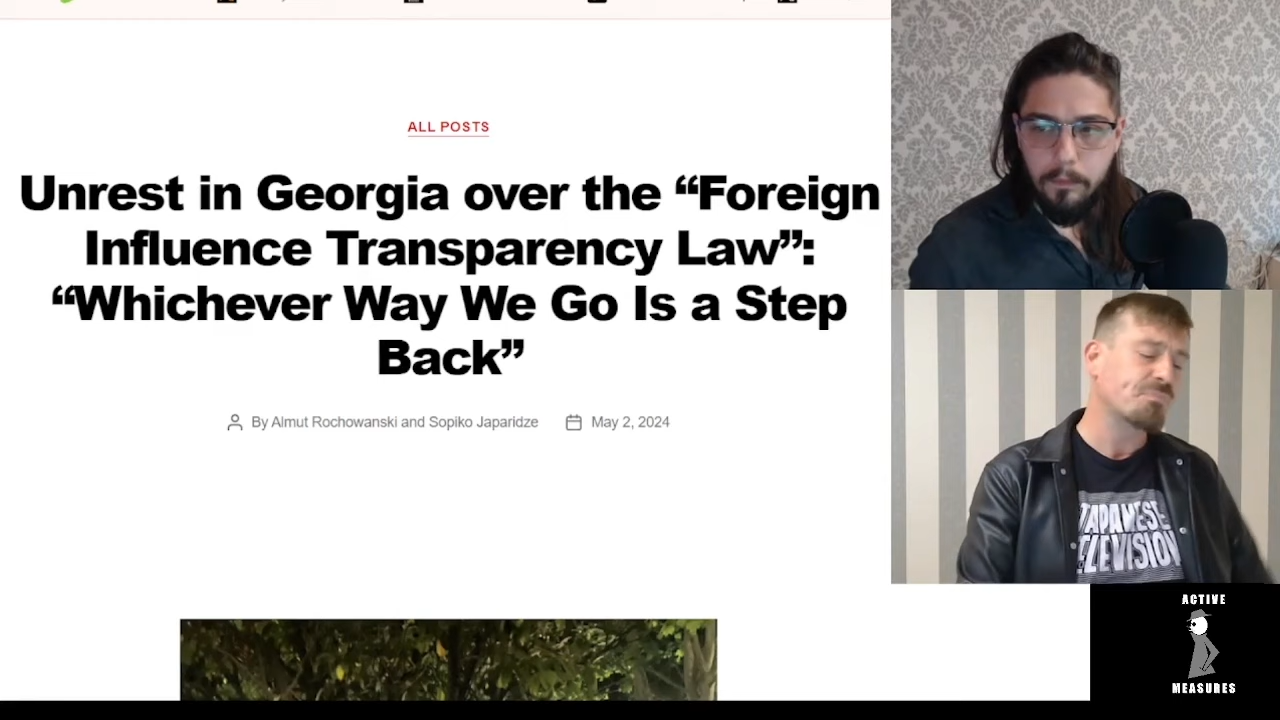 ALL POSTS
Unrest in Georgia over the “Foreign
Influence Transparency Law”:
“Whichever Way We Go Is a Step
Back”
By Almut Rochowanski and Sopiko Japaridze May 2, 2024
JAPANESE
TELEVISION
ACTIVE
MEASURES